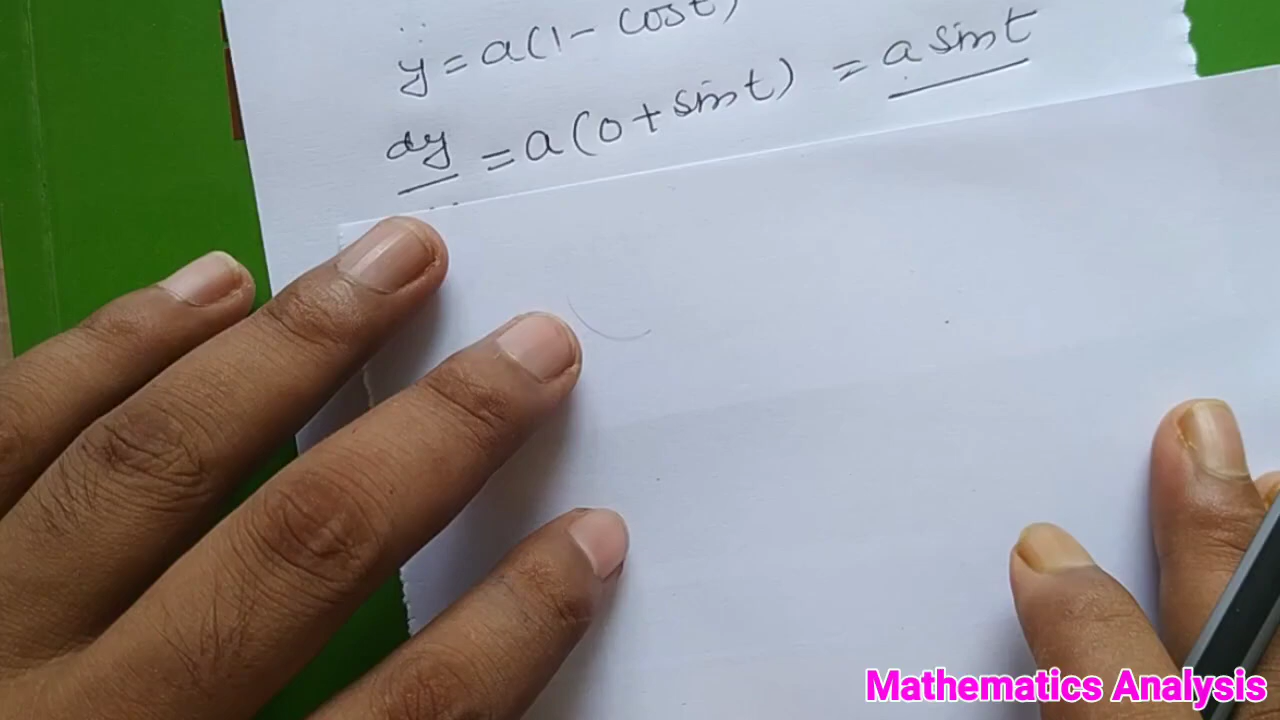 y = a(1 - cost)
dy = a(0 + sint) = a sint
Mathematics Analysis